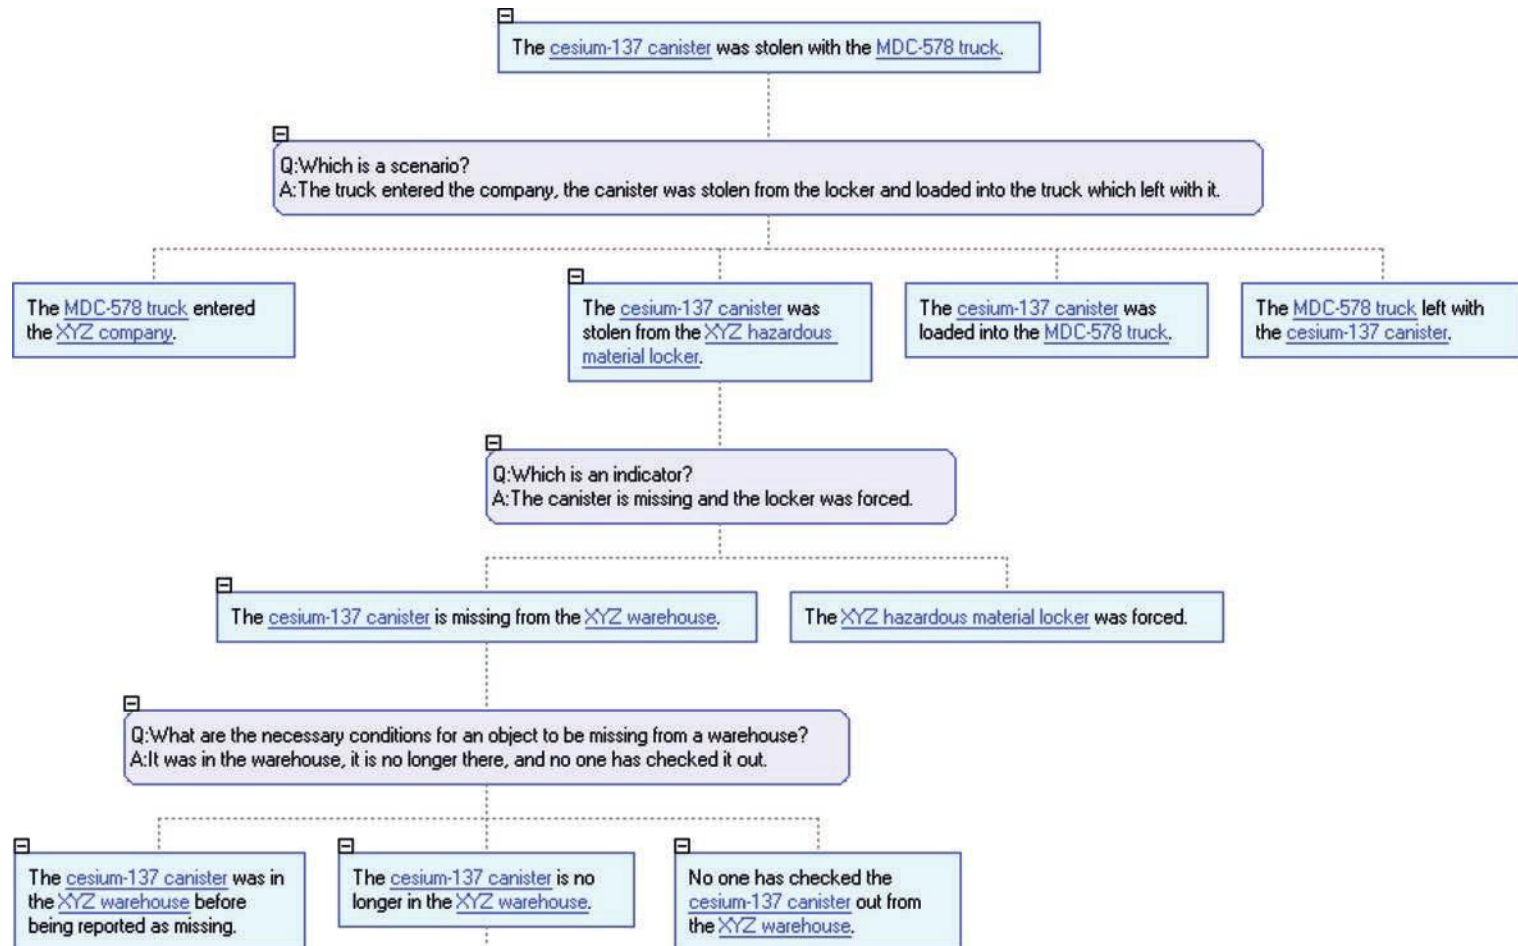 The cesium-137 canister was stolen with the MDC-578 truck.
Q:Which is a scenario?
A:The truck entered the company, the canister was stolen from the locker and loaded into the truck which left with it.
The MDC-578 truck entered
the XYZ company.
The cesium-137 canister was
stolen from the XYZ hazardous
material locker.
The cesium-137 canister was
loaded into the MDC-578 truck.
The MDC-578 truck left with
the cesium-137 canister.
Q:Which is an indicator?
A:The canister is missing and the locker was forced.
The cesium-137 canister is missing from the XYZ warehouse.
The XYZ hazardous material locker was forced.
Q:What are the necessary conditions for an object to be missing from a warehouse?
A:It was in the warehouse, it is no longer there, and no one has checked it out.
The cesium-137 canister was in
the XYZ warehouse before
being reported as missing.
The cesium-137 canister is no
longer in the XYZ warehouse.
No one has checked the
cesium-137 canister out from
the XYZ warehouse.